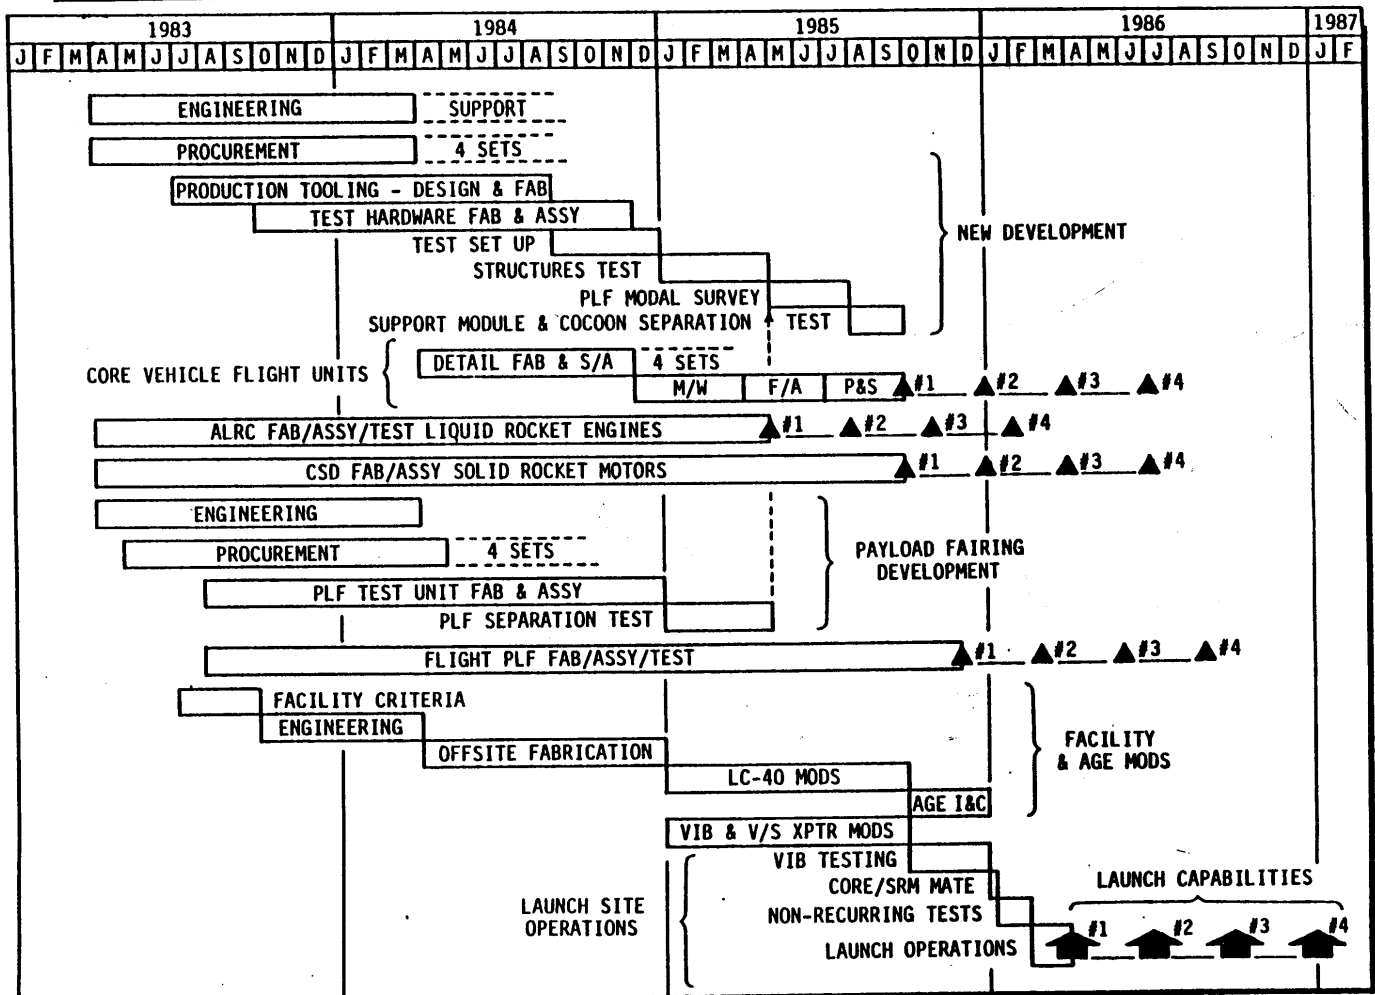 1983 1984 1985 1986 1987
J F M A M J J A S O N D J F M A M J J A S O N D J F M A M J J A S O N D J F M A M J J A S O N D J F
ENGINEERING SUPPORT
PROCUREMENT 4 SETS
PRODUCTION TOOLING - DESIGN & FAB
TEST HARDWARE FAB & ASSY
NEW DEVELOPMENT
TEST SET UP
STRUCTURES TEST
PLF MODAL SURVEY
SUPPORT MODULE & COCOON SEPARATION TEST
DETAIL FAB & S/A 4 SETS
CORE VEHICLE FLIGHT UNITS
M/W F/A P&S #1 #2 #3 #4
ALRC FAB/ASSY/TEST LIQUID ROCKET ENGINES #1 #2 #3 #4
CSD FAB/ASSY SOLID ROCKET MOTORS #1 #2 #3 #4
ENGINEERING
PROCUREMENT 4 SETS
PAYLOAD FAIRING
DEVELOPMENT
PLF TEST UNIT FAB & ASSY
PLF SEPARATION TEST
FLIGHT PLF FAB/ASSY/TEST #1 #2 #3 #4
FACILITY CRITERIA
ENGINEERING
OFFSITE FABRICATION
FACILITY
& AGE MODS
LC-40 MODS
AGE I&C
VIB & V/S XPTR MODS
VIB TESTING
CORE/SRM MATE
LAUNCH CAPABILITIES
LAUNCH SITE
OPERATIONS
NON-RECURRING TESTS
LAUNCH OPERATIONS #1 #2 #3 #4